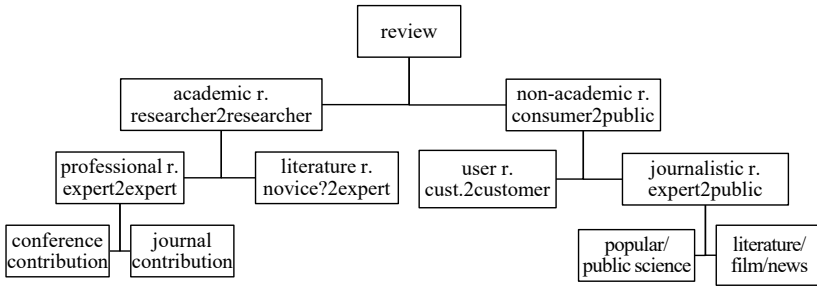 review
academic r.
researcher2researcher
non-academic r.
consumer2public
professional r.
expert2expert
literature r.
novice?2expert
user r.
cust.2customer
journalistic r.
expert2public
conference
contribution
journal
contribution
popular/
public science
literature/
film/news